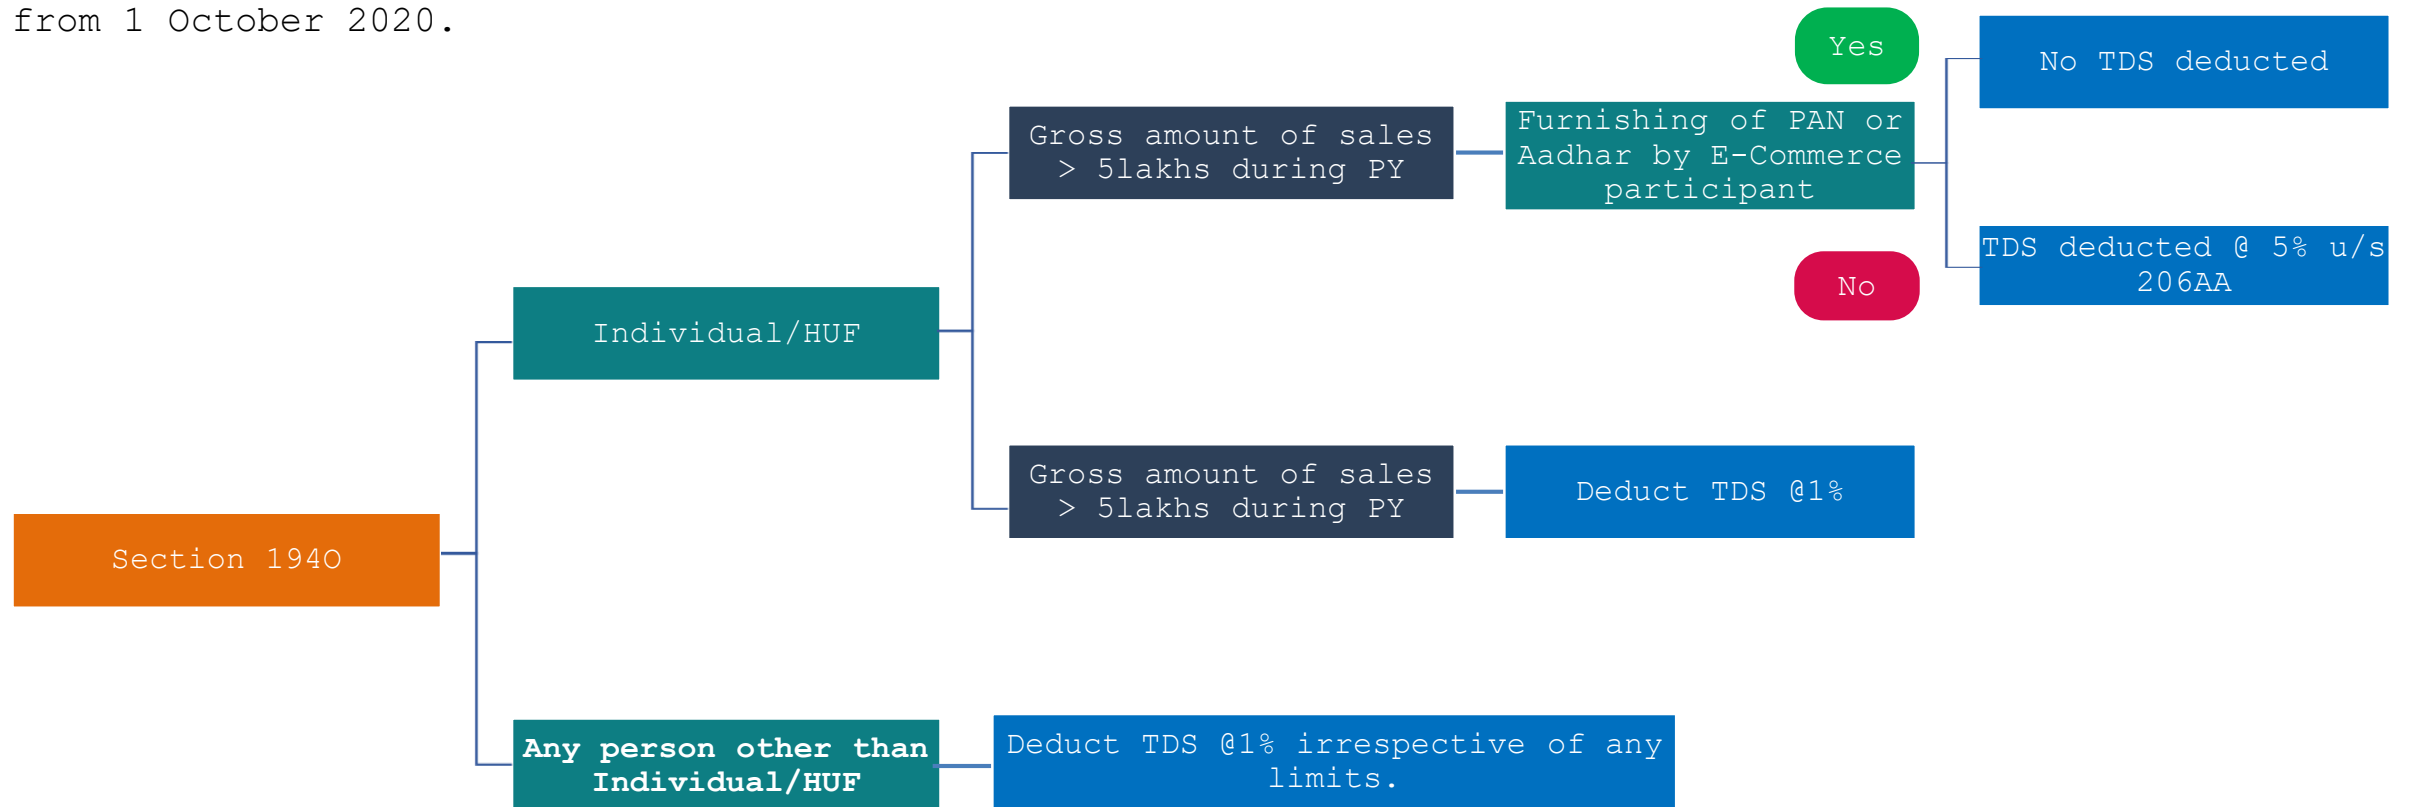 from 1 October 2020.
Yes
No TDS deducted
Gross amount of sales
> 5lakhs during PY
Furnishing of PAN or
Aadhar by E-Commerce
participant
TDS deducted @ 5% u/s
206AA
No
Individual/HUF
Gross amount of sales
> 5lakhs during PY
Deduct TDS @1%
Section 194O
Any person other than
Individual/HUF
Deduct TDS @1% irrespective of any
limits.